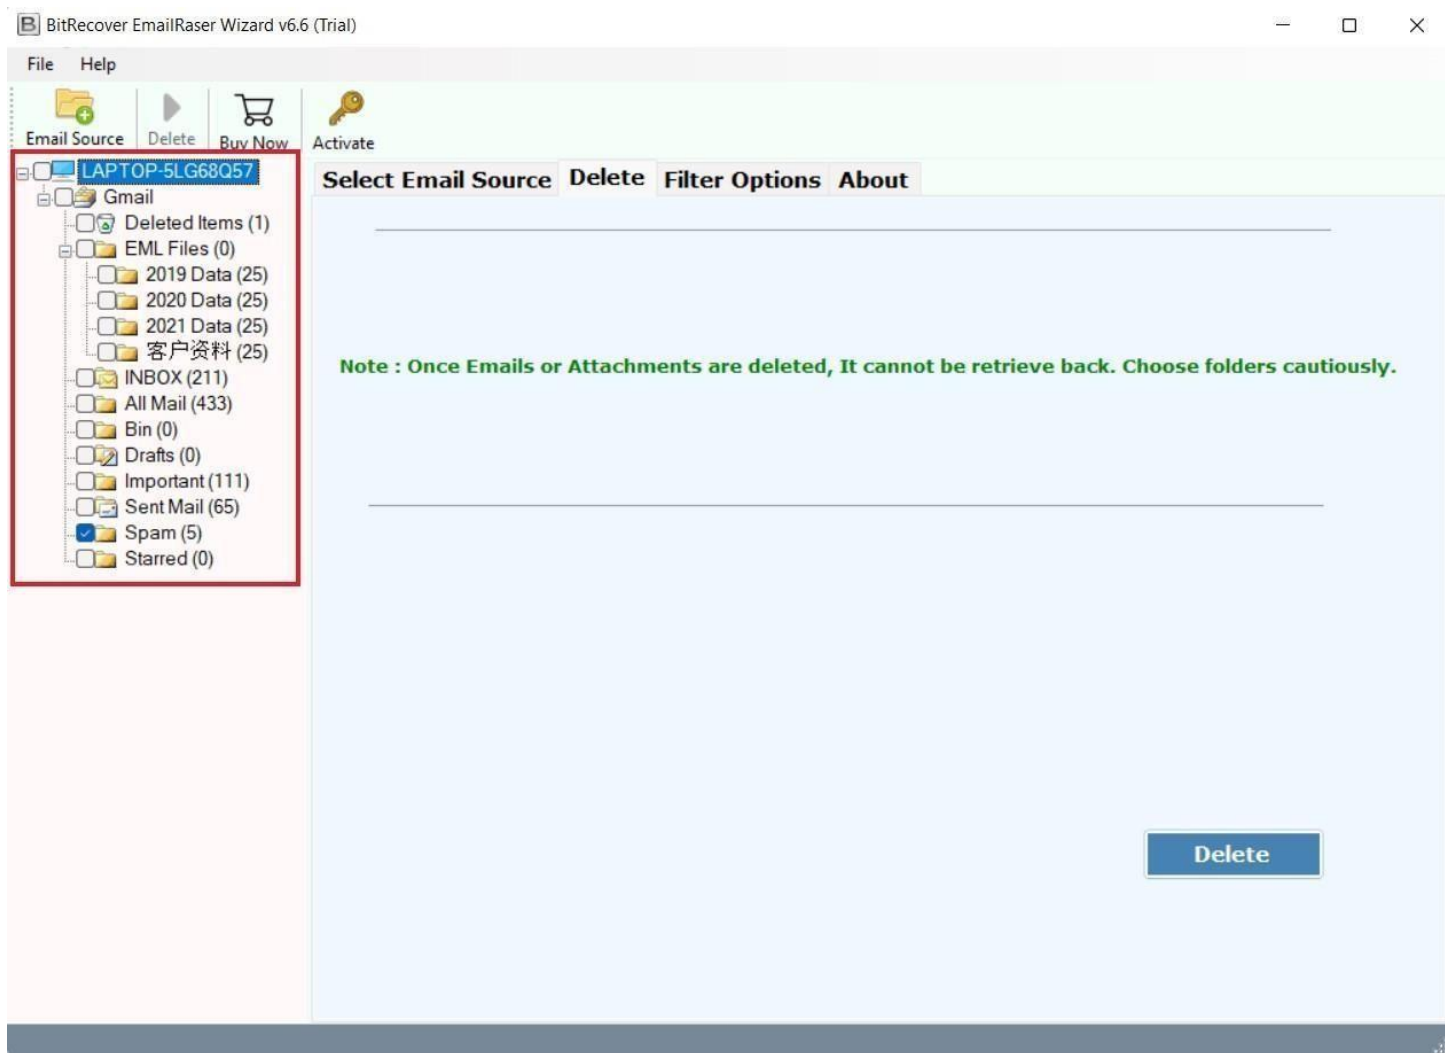 BitRecover EmailRaser Wizard v6.6 (Trial)
File Help
Email Source Delete Buy Now Activate
LAPTOP-5LG68Q57
Gmail
Deleted Items (1)
EML Files (0)
2019 Data (25)
2020 Data (25)
2021 Data (25)
客户资料 (25)
INBOX (211)
All Mail (433)
Bin (0)
Drafts (0)
Important (111)
Sent Mail (65)
Spam (5)
Starred (0)
Select Email Source Delete Filter Options About
Note : Once Emails or Attachments are deleted, It cannot be retrieve back. Choose folders cautiously.
Delete